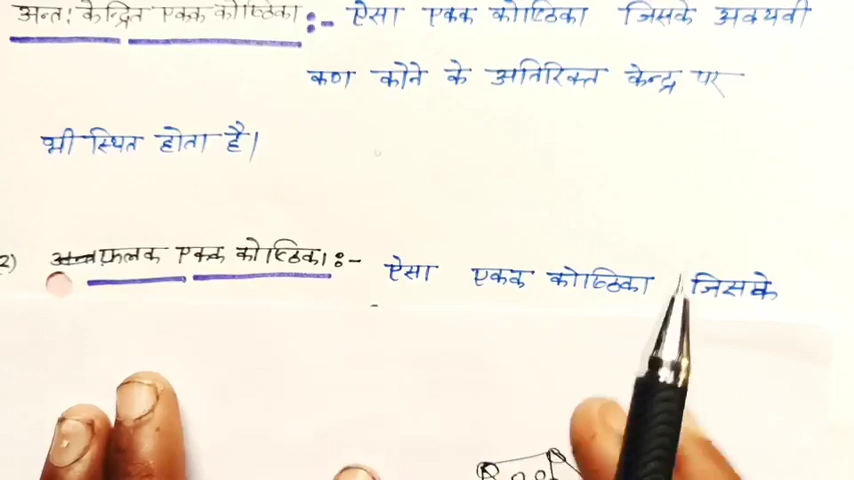 अन्तः केन्द्रित एकक कोष्ठिका :- ऐसा एकक कोष्ठिका जिसके अवयवी
कण कोने के अतिरिक्त केन्द्र पर
भी स्थित होता है।
2) फलक एकक कोष्ठिका :- ऐसा एकक कोष्ठिका जिसके